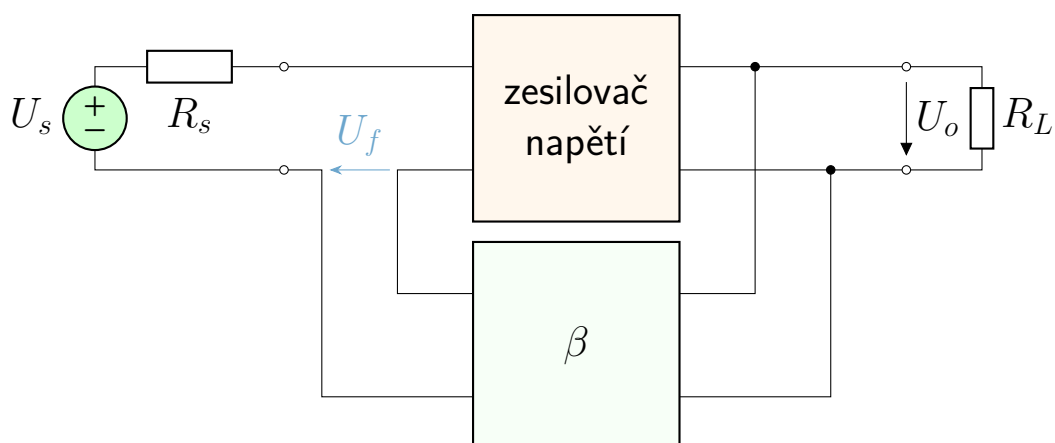 U_s
+
−
R_s
U_f
zesilovač
napětí
U_o
R_L
β